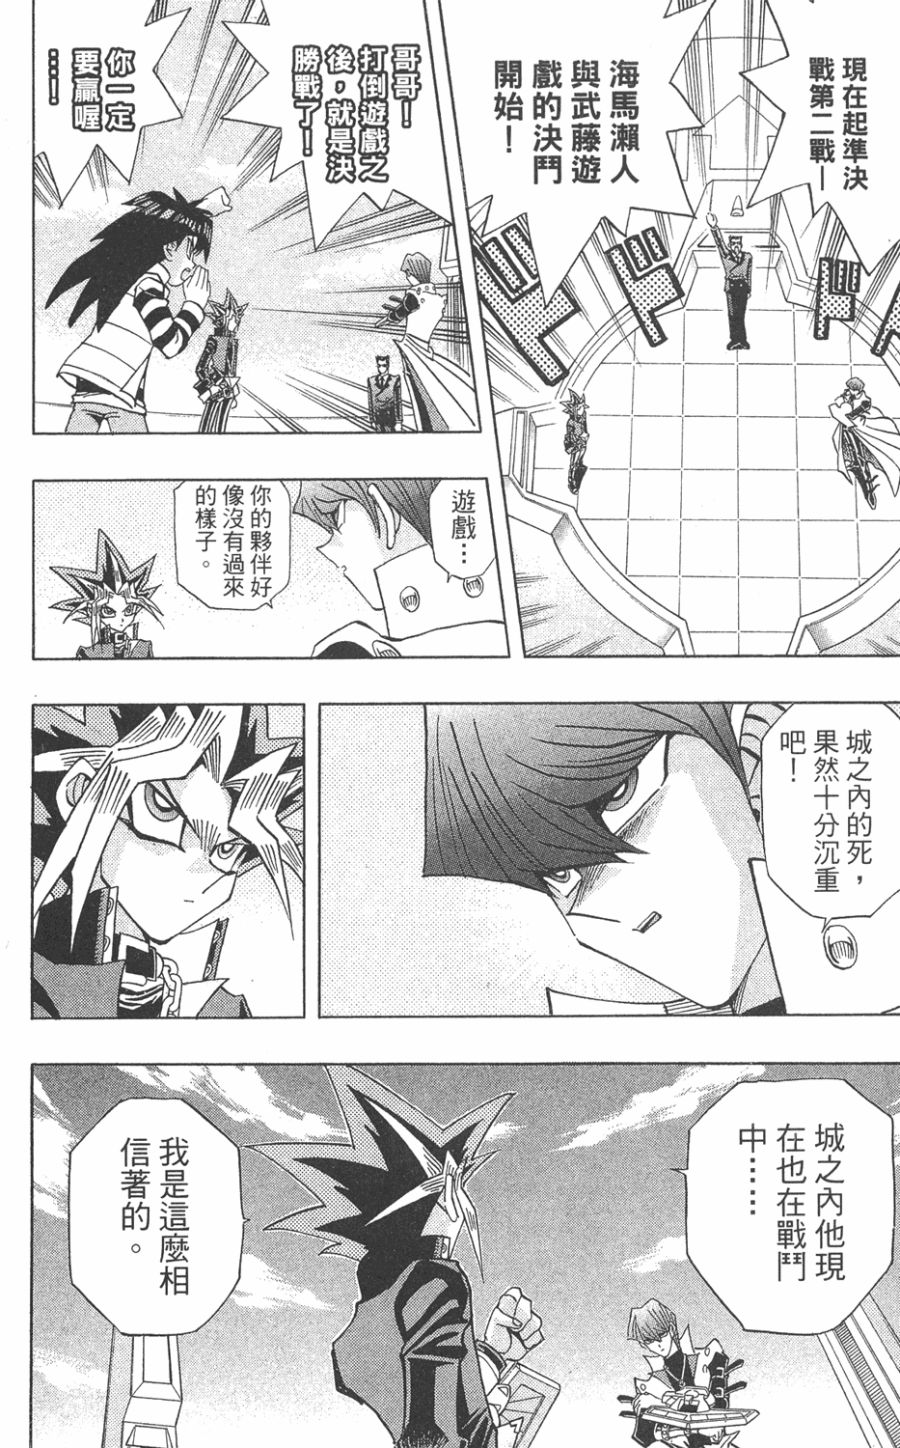 現在起準決
戰第二戰—
海馬瀨人
與武藤遊
戲的決鬥
開始！
ドドドド
哥哥！
打倒遊戲之
後，就是決
勝戰了！
你一定
要贏喔
……！
遊戲…
你的夥伴好
像沒有過來
的樣子。
城之內的死，
果然十分沉重
吧！
城之內他現
在也在戰鬥
中……
我是這麼相
信著的。